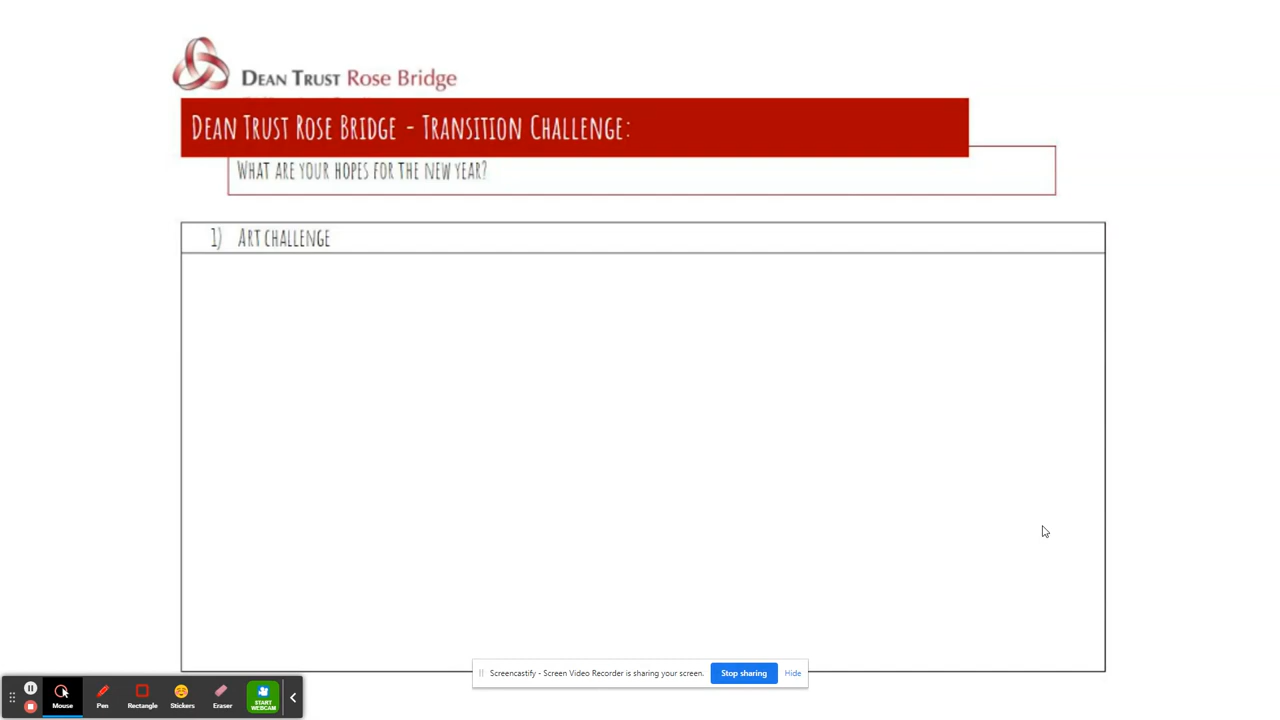 DEAN TRUST Rose Bridge
DEAN TRUST ROSE BRIDGE - TRANSITION CHALLENGE:
WHAT ARE YOUR HOPES FOR THE NEW YEAR?
1) ART CHALLENGE
Screencastify - Screen Video Recorder is sharing your screen.
Stop sharing
Hide
Mouse
Pen
Rectangle
Stickers
Eraser
START
WEBCAM